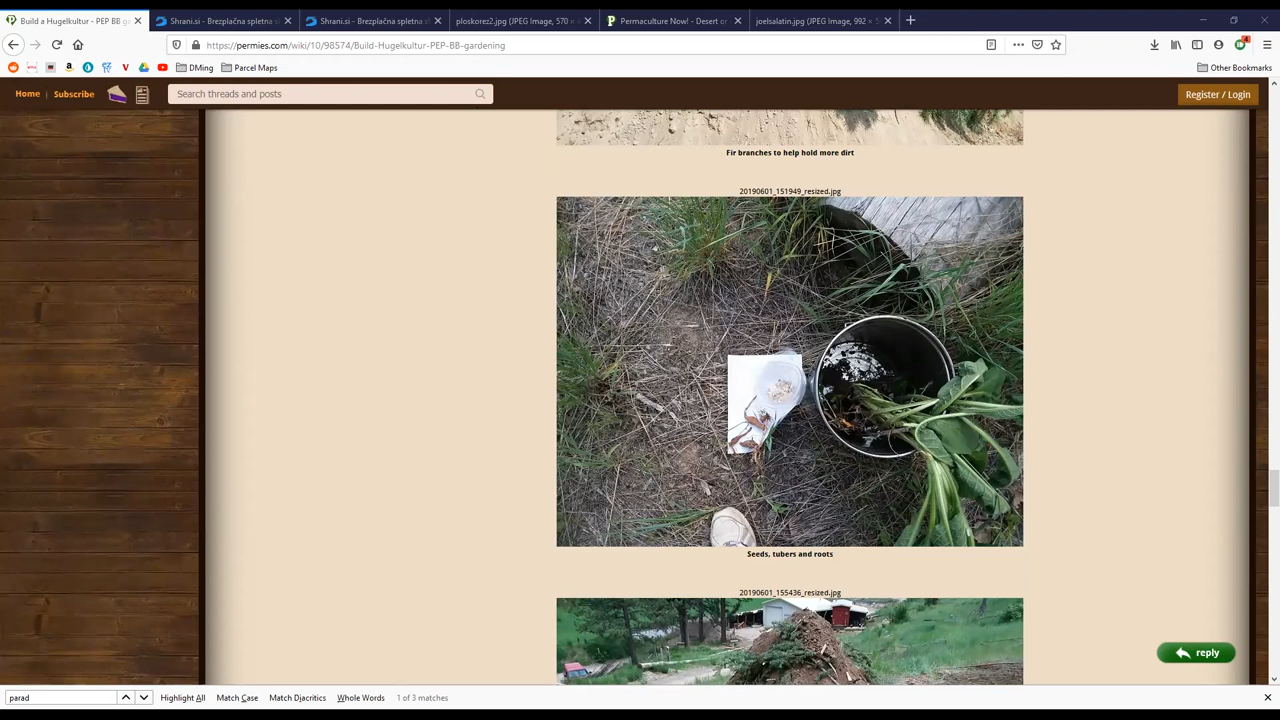 Build a Hugelkultur - PEP BB ga
Shrani.si - Brezplačna spletna s
Shrani.si - Brezplačna spletna s
ploskorez2.jpg (JPEG Image, 570 ×
Permaculture Now! - Desert or
joelsalatin.jpg (JPEG Image, 992 ×
https://permies.com/wiki/10/98574/Build-Hugelkultur-PEP-BB-gardening
4
DMing
Parcel Maps
Other Bookmarks
Home | Subscribe
Search threads and posts
Register / Login
Fir branches to help hold more dirt
20190601_151949_resized.jpg
Seeds, tubers and roots
20190601_155436_resized.jpg
reply
parad
Highlight All
Match Case
Match Diacritics
Whole Words
1 of 3 matches